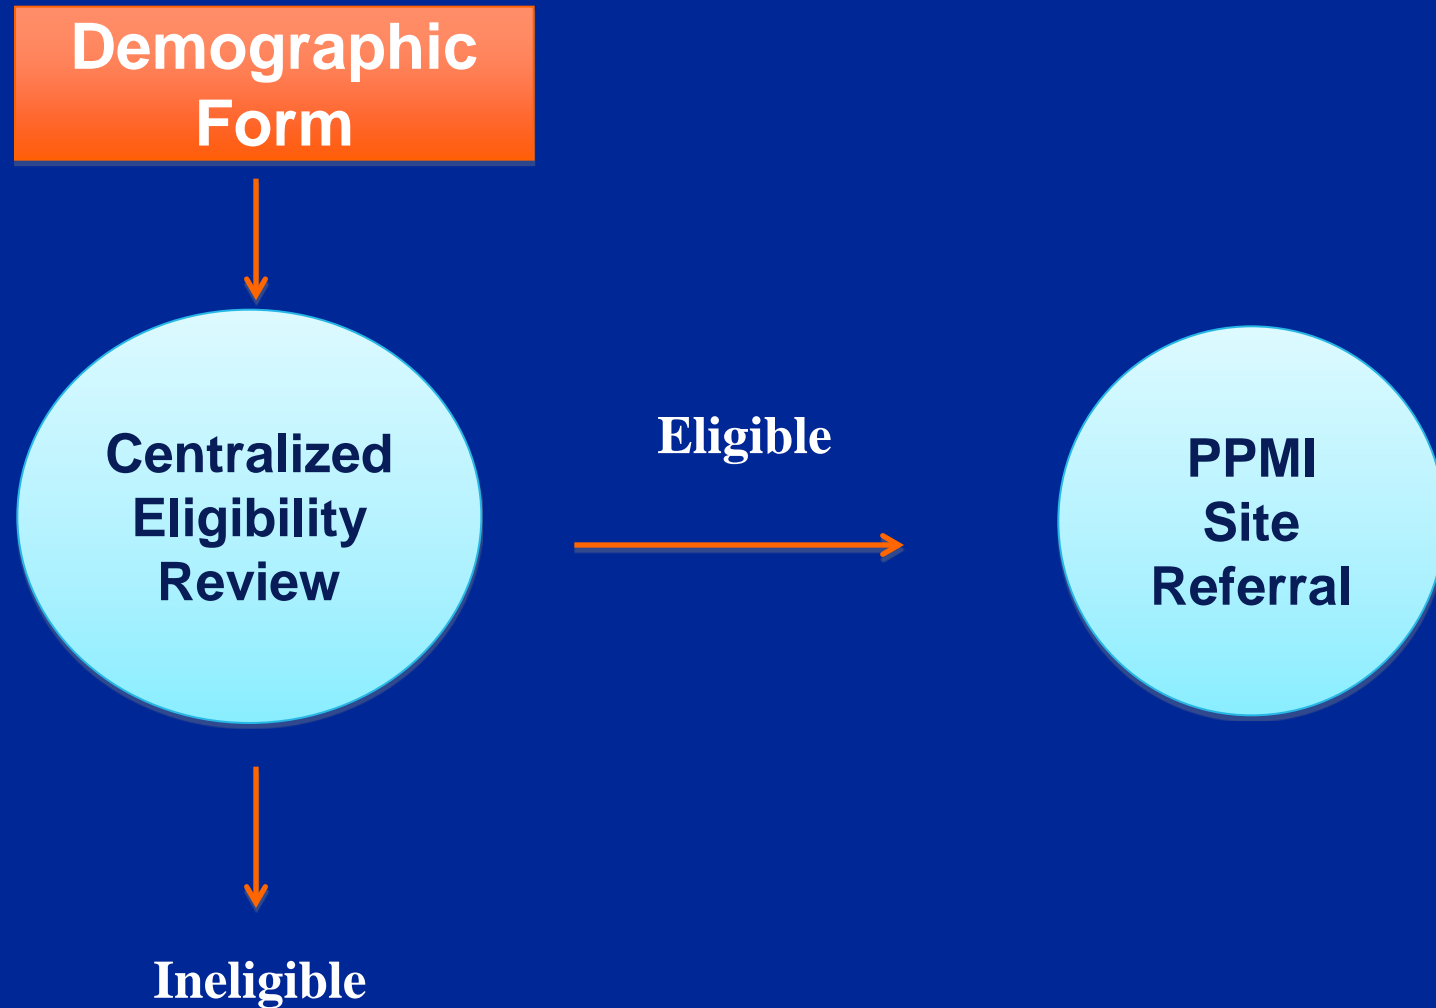 Demographic
Form
Centralized
Eligibility
Review
Eligible
PPMI
Site
Referral
Ineligible